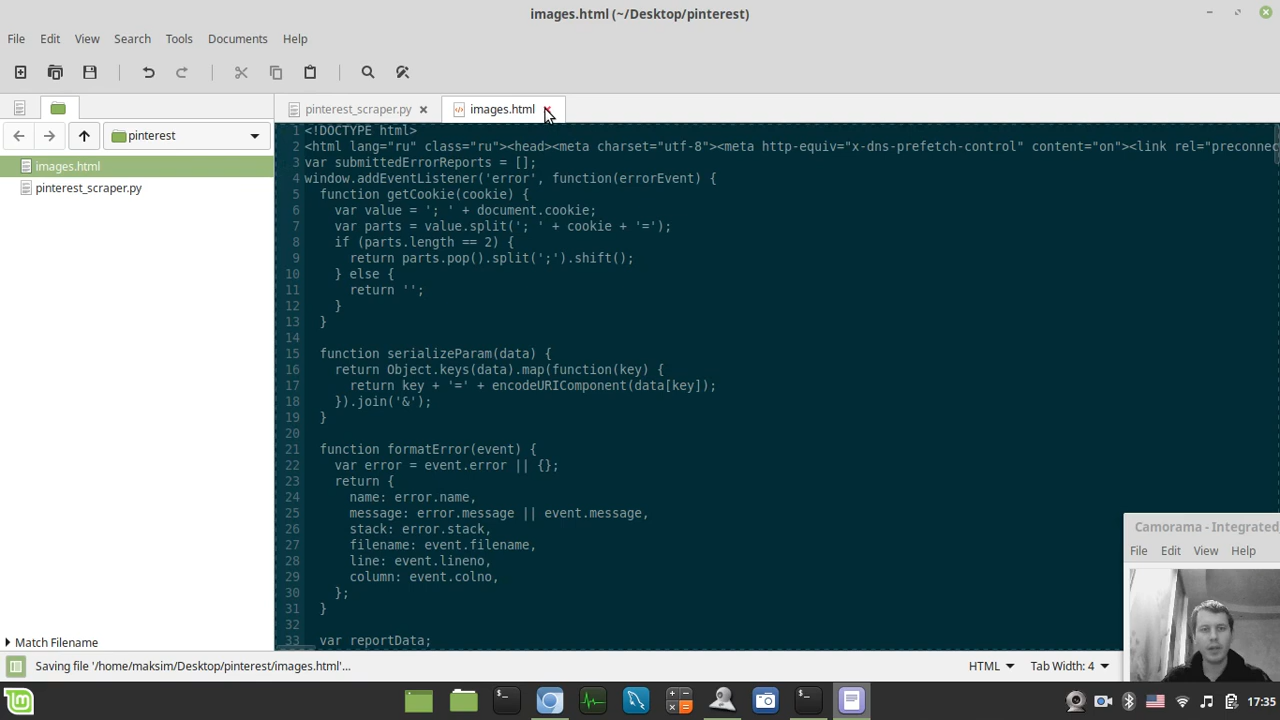 images.html (~/Desktop/pinterest)
File Edit View Search Tools Documents Help
pinterest_scraper.py images.html
pinterest
images.html
pinterest_scraper.py
1 <!DOCTYPE html>
2 <html lang="ru" class="ru"><head><meta charset="utf-8"><meta http-equiv="x-dns-prefetch-control" content="on"><link rel="preconnec
3 var submittedErrorReports = [];
4 window.addEventListener('error', function(errorEvent) {
5 function getCookie(cookie) {
6 var value = '; ' + document.cookie;
7 var parts = value.split('; ' + cookie + '=');
8 if (parts.length == 2) {
9 return parts.pop().split(';').shift();
10 } else {
11 return '';
12 }
13 }
14
15 function serializeParam(data) {
16 return Object.keys(data).map(function(key) {
17 return key + '=' + encodeURIComponent(data[key]);
18 }).join('&');
19 }
20
21 function formatError(event) {
22 var error = event.error || {};
23 return {
24 name: error.name,
25 message: error.message || event.message,
26 stack: error.stack,
27 filename: event.filename,
28 line: event.lineno,
29 column: event.colno,
30 };
31 }
32
33 var reportData;
Match Filename
Saving file '/home/maksim/Desktop/pinterest/images.html'...
HTML Tab Width: 4
Camorama - Integrated
File Edit View Help
17:35